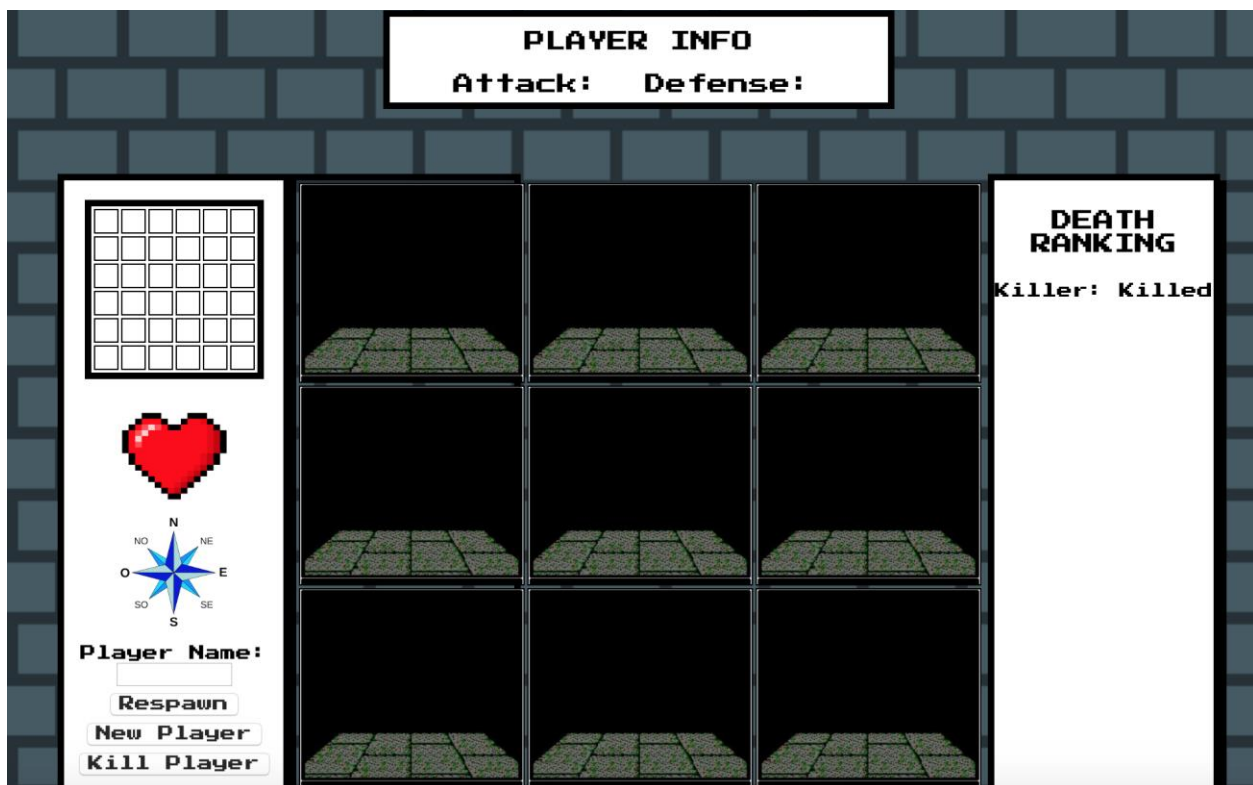 PLAYER INFO
Attack: Defense:
N
NO NE
O E
SO SE
S
Player Name:
Respawn
New Player
Kill Player
DEATH
RANKING
Killer: Killed